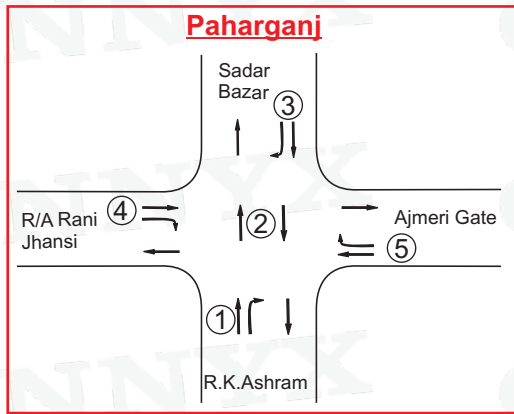 Paharganj
Sadar
Bazar
3
4
R/A Rani
Jhansi
2
Ajmeri Gate
5
1
R.K.Ashram